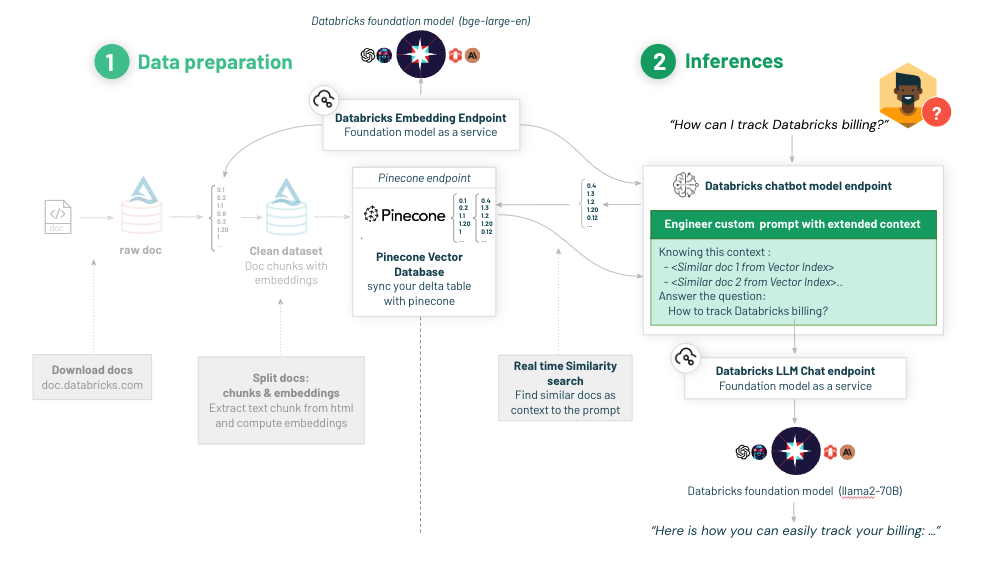 Databricks foundation model (bge-large-en)
1 Data preparation
2 Inferences
Databricks Embedding Endpoint
Foundation model as a service
?
“How can I track Databricks billing?”
Pinecone endpoint
Pinecone
0.1
0.2
1.1
1.20
1
...
0.4
1.3
1.2
1.20
0.12
...
Pinecone Vector
Database
sync your delta table
with pinecone
</>
doc
raw doc
0.1
0.2
1.1
0.8
0.3
1.20
1
...
Clean dataset
Doc chunks with
embeddings
0.4
1.3
1.2
1.20
0.12
...
Databricks chatbot model endpoint
Engineer custom prompt with extended context
Knowing this context :
- <Similar doc 1 from Vector Index>
- <Similar doc 2 from Vector Index>..
Answer the question:
How to track Databricks billing?
Download docs
doc.databricks.com
Split docs:
chunks & embeddings
Extract text chunk from html
and compute embeddings
Real time Similarity
search
Find similar docs as
context to the prompt
Databricks LLM Chat endpoint
Foundation model as a service
Databricks foundation model (llama2-70B)
“Here is how you can easily track your billing: ...”